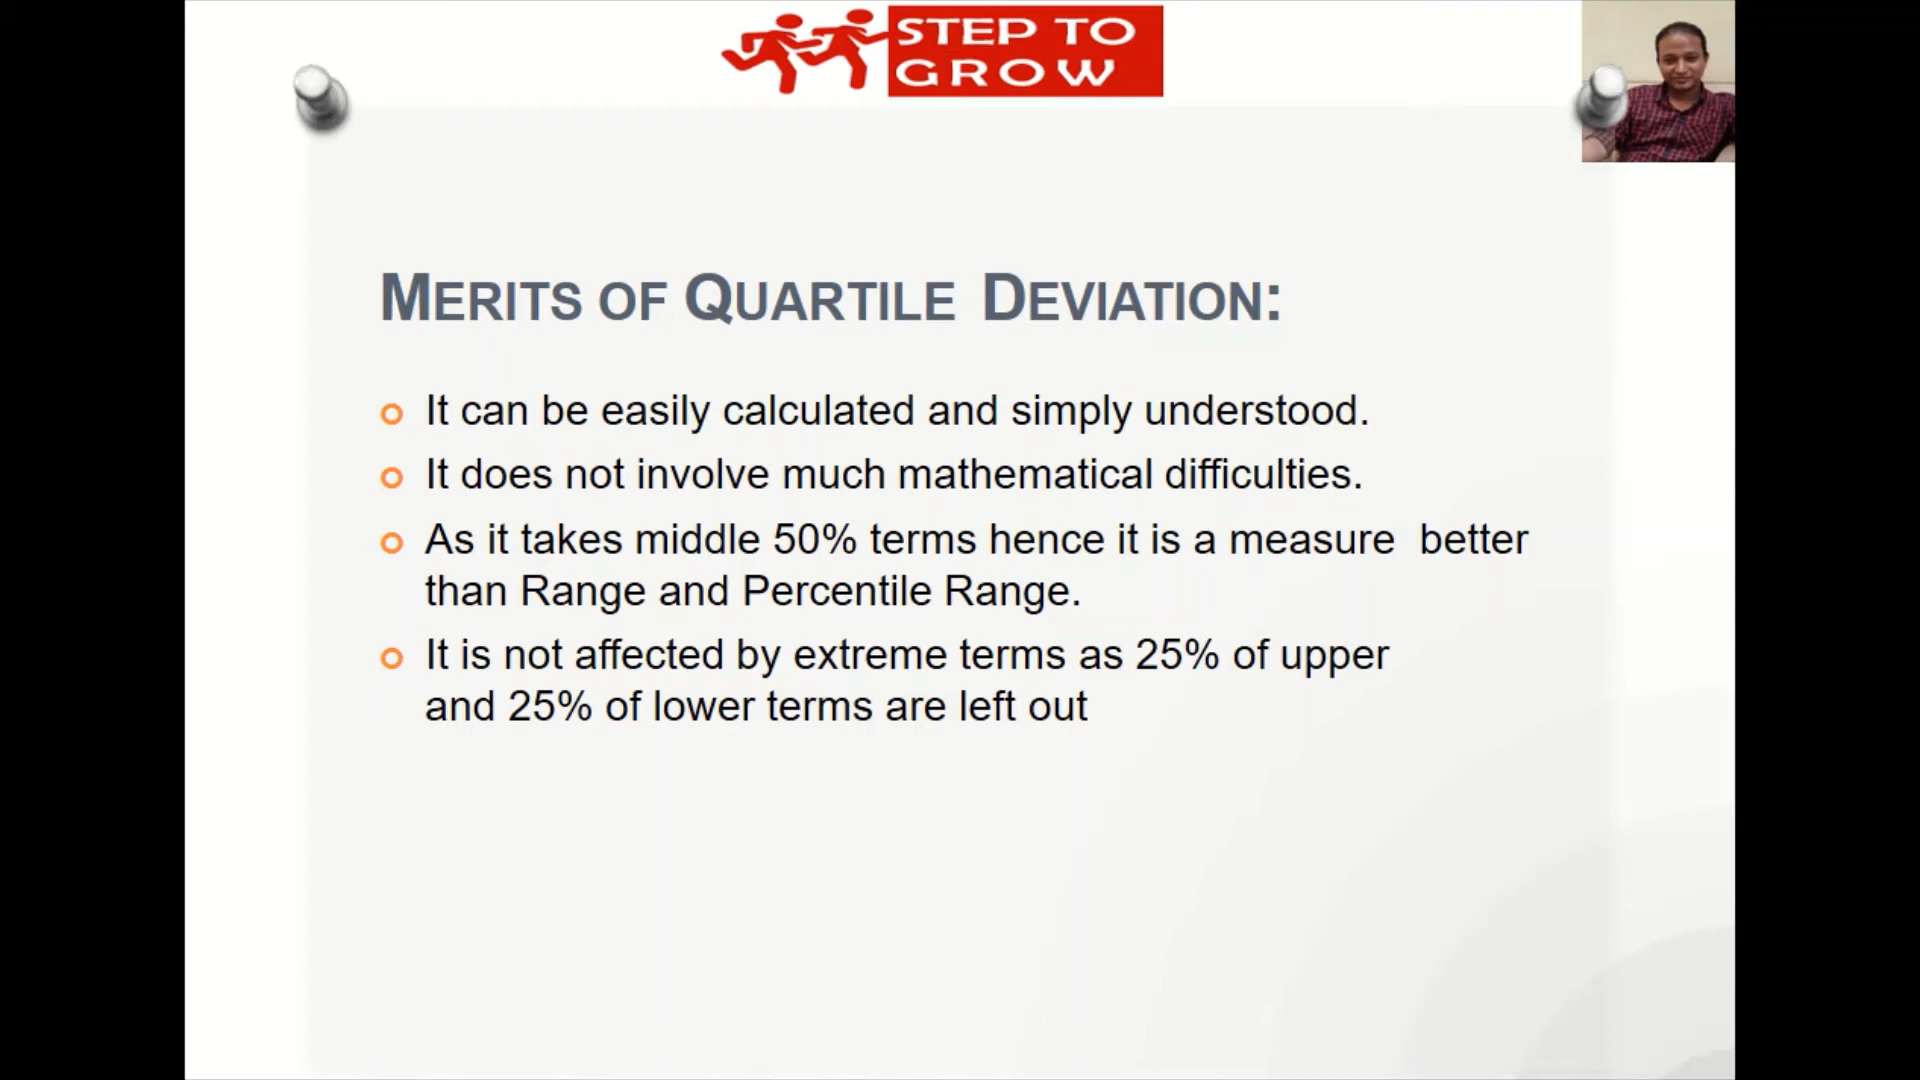 STEP TO
GROW
MERITS OF QUARTILE DEVIATION:
It can be easily calculated and simply understood.
It does not involve much mathematical difficulties.
As it takes middle 50% terms hence it is a measure better
than Range and Percentile Range.
It is not affected by extreme terms as 25% of upper
and 25% of lower terms are left out